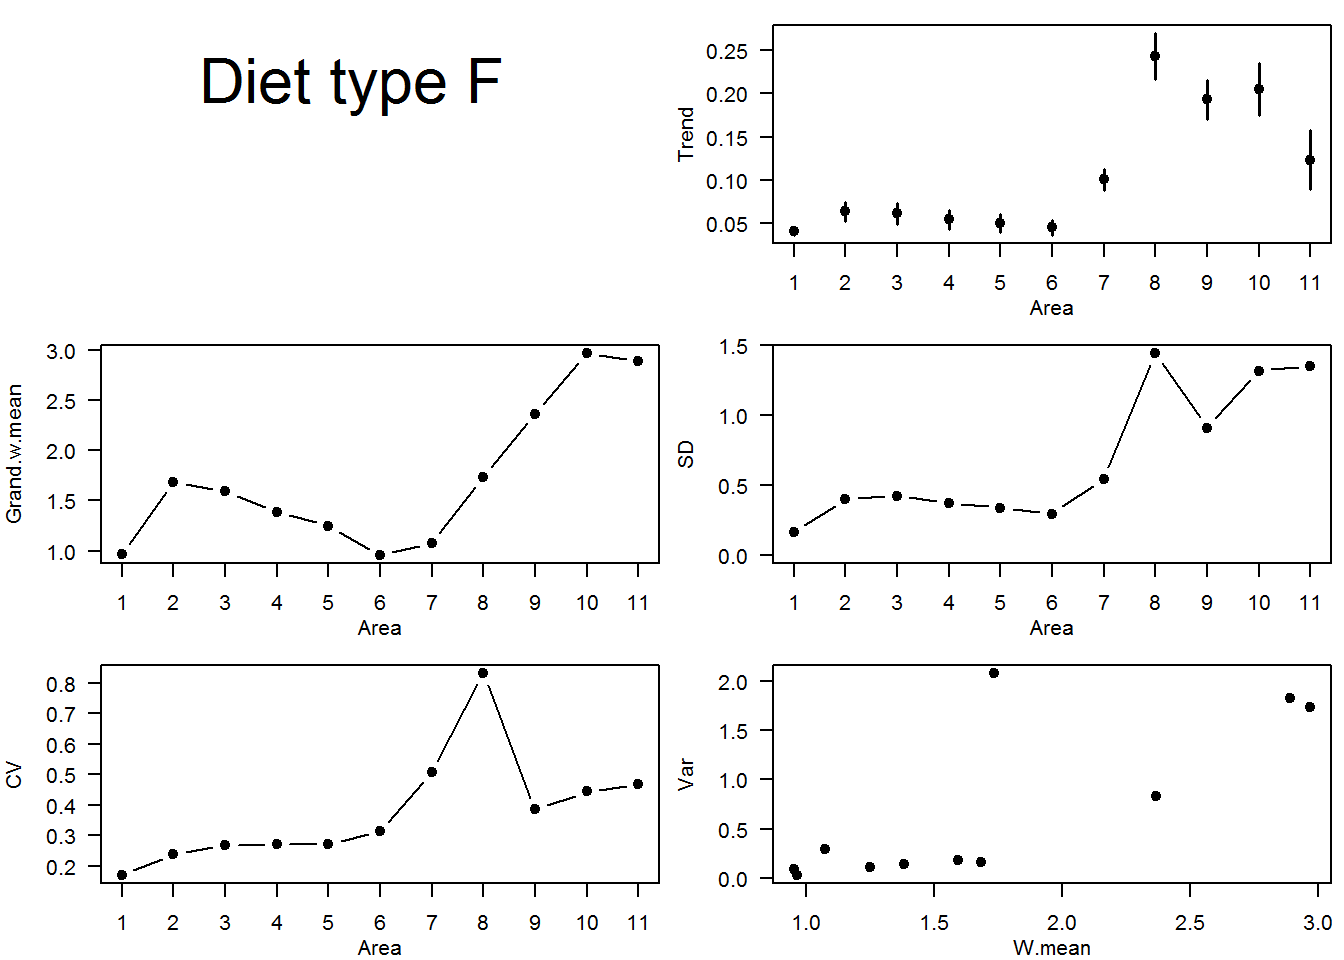 Diet type F
Trend
0.25
0.20
0.15
0.10
0.05
1 2 3 4 5 6 7 8 9 10 11
Area
Grand.w.mean
3.0
2.5
2.0
1.5
1.0
1 2 3 4 5 6 7 8 9 10 11
Area
SD
1.5
1.0
0.5
0.0
1 2 3 4 5 6 7 8 9 10 11
Area
CV
0.8
0.7
0.6
0.5
0.4
0.3
0.2
1 2 3 4 5 6 7 8 9 10 11
Area
Var
2.0
1.5
1.0
0.5
0.0
1.0 1.5 2.0 2.5 3.0
W.mean